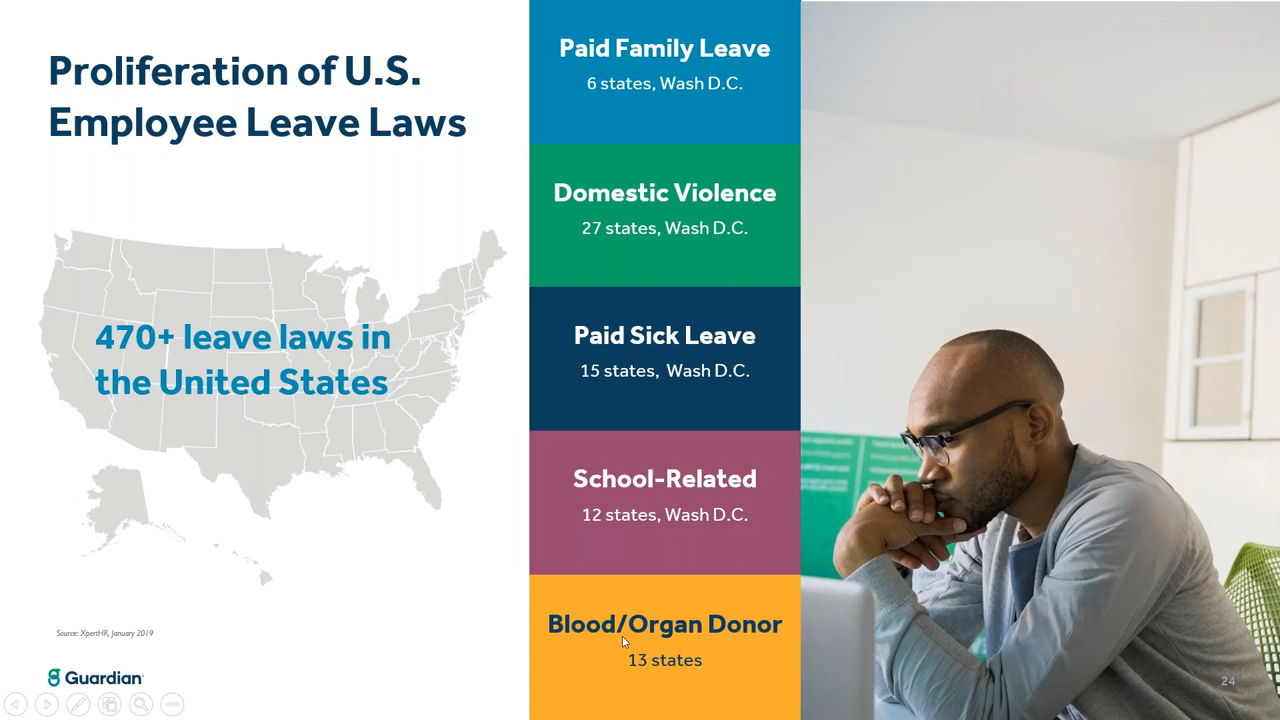 Proliferation of U.S.
Employee Leave Laws
470+ leave laws in
the United States
Source: XpertHR, January 2019
Guardian
Paid Family Leave
6 states, Wash D.C.
Domestic Violence
27 states, Wash D.C.
Paid Sick Leave
15 states, Wash D.C.
School-Related
12 states, Wash D.C.
Blood/Organ Donor
13 states
24